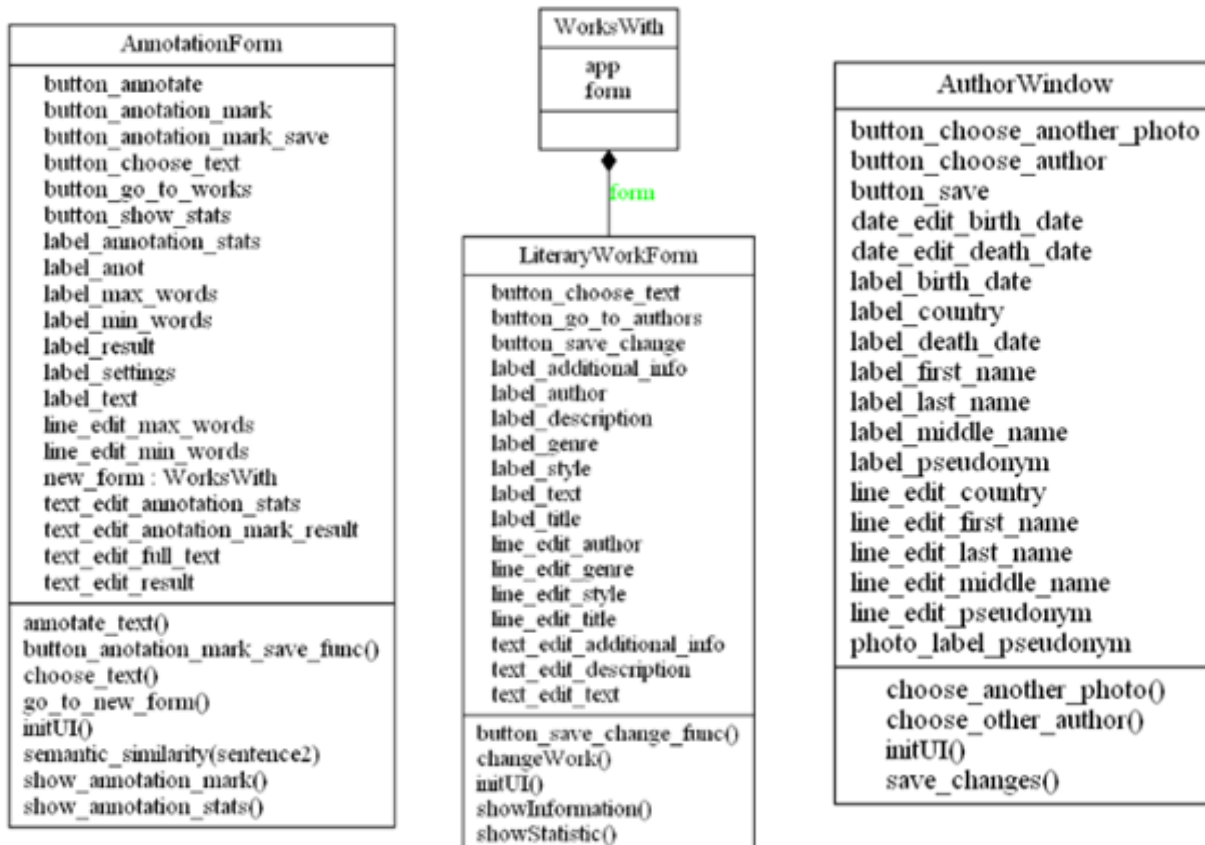 AnnotationForm
button_annotate
button_anotation_mark
button_anotation_mark_save
button_choose_text
button_go_to_works
button_show_stats
label_annotation_stats
label_anot
label_max_words
label_min_words
label_result
label_settings
label_text
line_edit_max_words
line_edit_min_words
new_form : WorksWith
text_edit_annotation_stats
text_edit_anotation_mark_result
text_edit_full_text
text_edit_result
annotate_text()
button_anotation_mark_save_func()
choose_text()
go_to_new_form()
initUI()
semantic_similarity(sentence2)
show_annotation_mark()
show_annotation_stats()
WorksWith
app
form
form
LiteraryWorkForm
button_choose_text
button_go_to_authors
button_save_change
label_additional_info
label_author
label_description
label_genre
label_style
label_text
label_title
line_edit_author
line_edit_genre
line_edit_style
line_edit_title
text_edit_additional_info
text_edit_description
text_edit_text
button_save_change_func()
changeWork()
initUI()
showInformation()
showStatistic()
AuthorWindow
button_choose_another_photo
button_choose_author
button_save
date_edit_birth_date
date_edit_death_date
label_birth_date
label_country
label_death_date
label_first_name
label_last_name
label_middle_name
label_pseudonym
line_edit_country
line_edit_first_name
line_edit_last_name
line_edit_middle_name
line_edit_pseudonym
photo_label_pseudonym
choose_another_photo()
choose_other_author()
initUI()
save_changes()